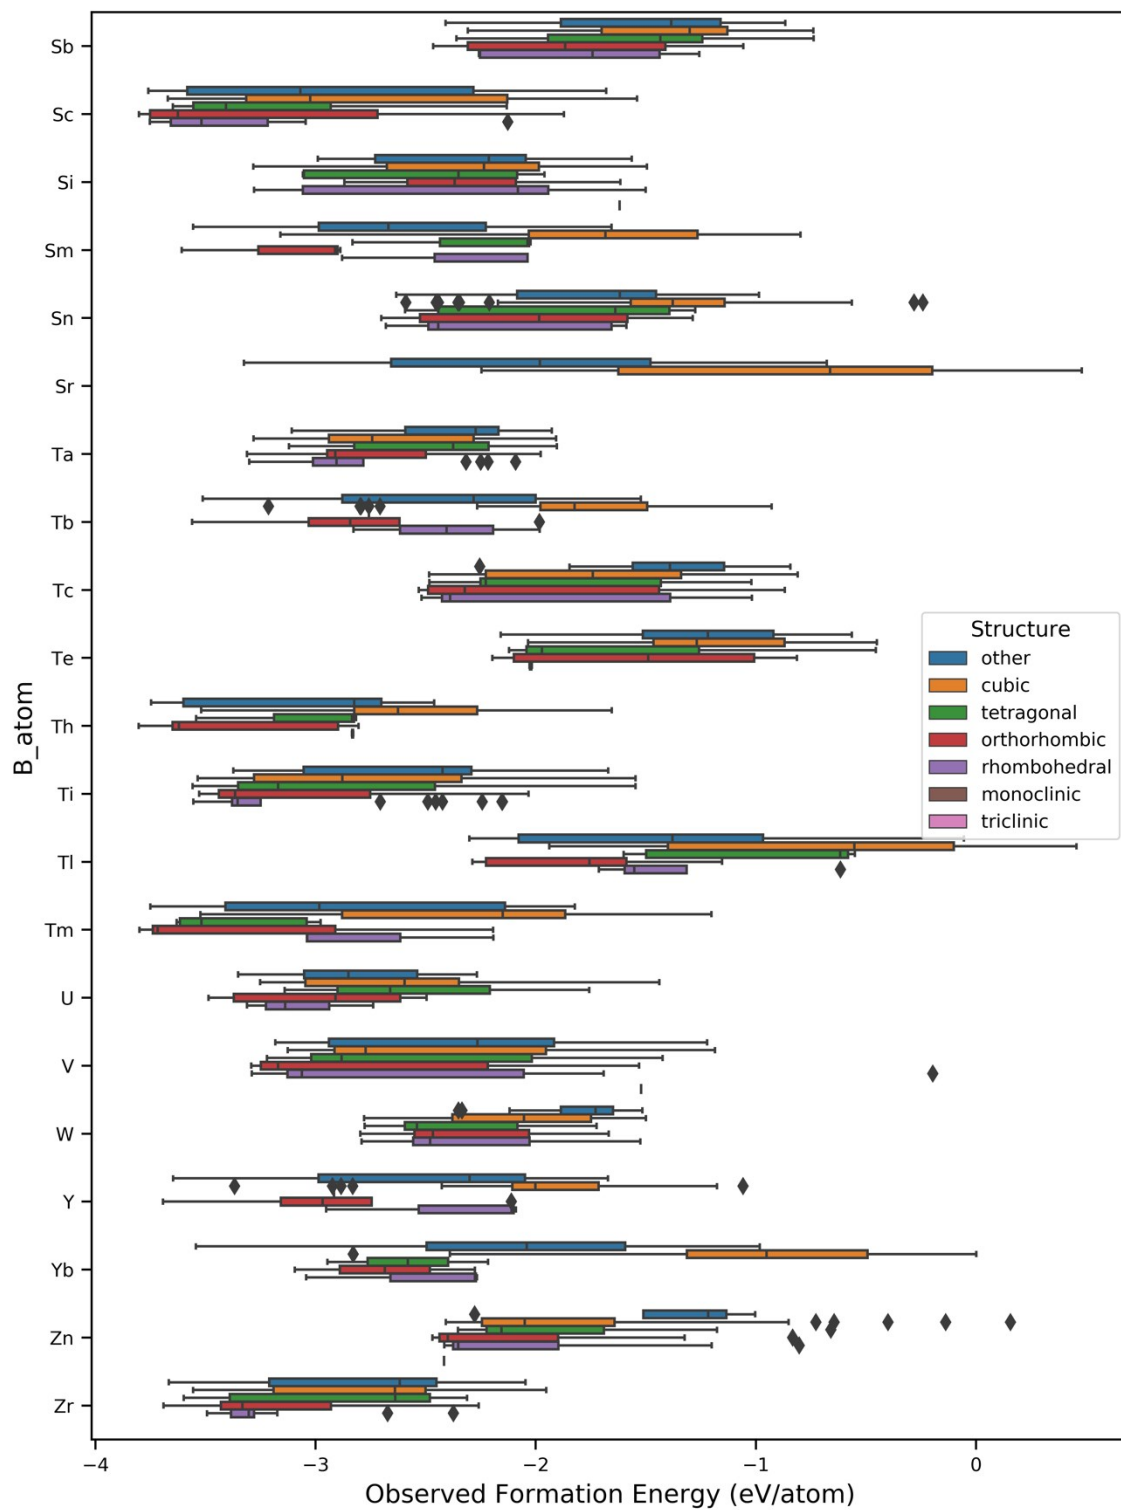 Sb
Sc
Si
Sm
Sn
Sr
Ta
Tb
Tc
Te
Th
Ti
Tl
Tm
U
V
W
Y
Yb
Zn
Zr
B_atom
Structure
other
cubic
tetragonal
orthorhombic
rhombohedral
monoclinic
triclinic
−4 −3 −2 −1 0
Observed Formation Energy (eV/atom)